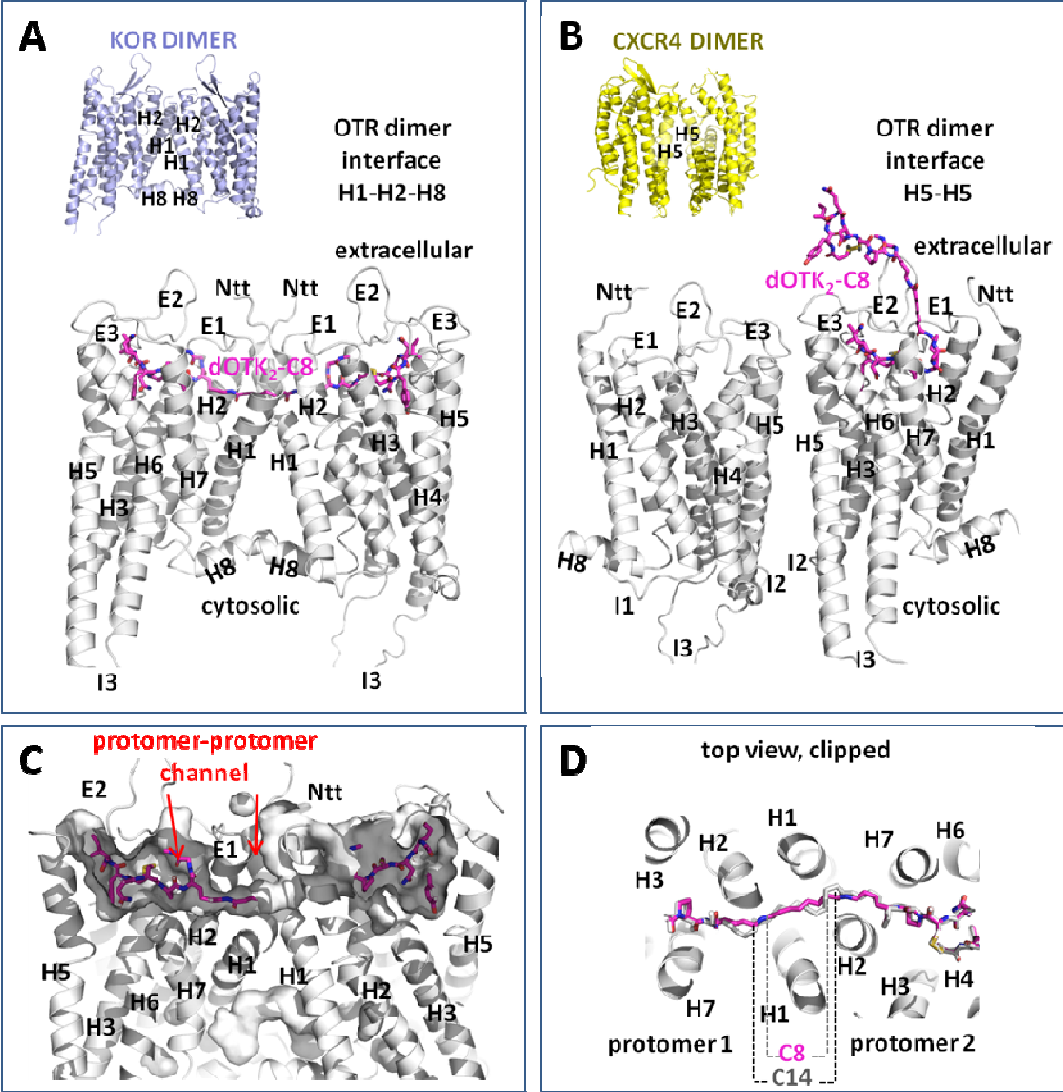 A
KOR DIMER
H2
H2
H1
H1
H8 H8
OTR dimer
interface
H1-H2-H8
extracellular
E2
Ntt
Ntt
E2
E3
E1
E1
E3
dOTK2-C8
H2
H2
H5
H5
H6
H7
H1
H1
H3
H3
H4
H8
H8
cytosolic
I3
I3
B
CXCR4 DIMER
H5
H5
OTR dimer
interface
H5-H5
extracellular
dOTK2-C8
Ntt
E2
E1
E3
E2
E3
E1
Ntt
H2
H1
H3
H5
H4
H2
H6
H5
H7
H1
H3
H8
H8
I2
I2
I1
I3
cytosolic
I3
C
protomer-protomer
channel
E2
Ntt
E1
H2
H1
H1
H5
H5
H6
H7
H2
H3
H3
D
top view, clipped
H1
H2
H3
H7
H6
H7
H1
H2
H3
H4
protomer 1
protomer 2
C8
C14